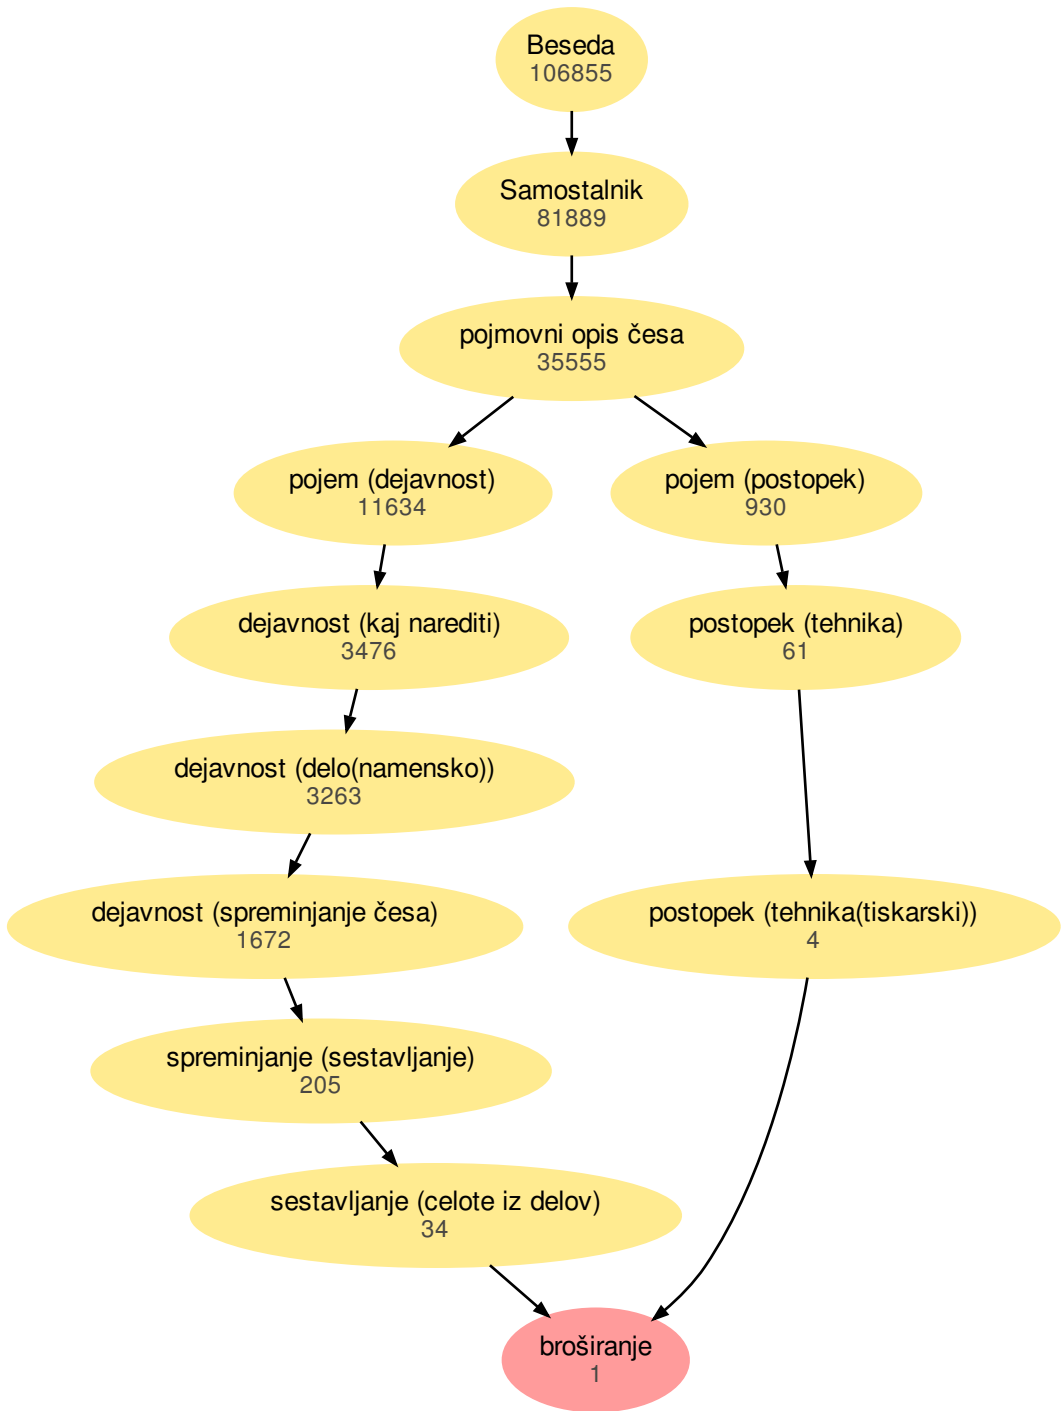 Beseda
106855
Samostalnik
81889
pojmovni opis česa
35555
pojem (dejavnost)
11634
pojem (postopek)
930
dejavnost (kaj narediti)
3476
postopek (tehnika)
61
dejavnost (delo(namensko))
3263
dejavnost (spreminjanje česa)
1672
postopek (tehnika(tiskarski))
4
spreminjanje (sestavljanje)
205
sestavljanje (celote iz delov)
34
broširanje
1